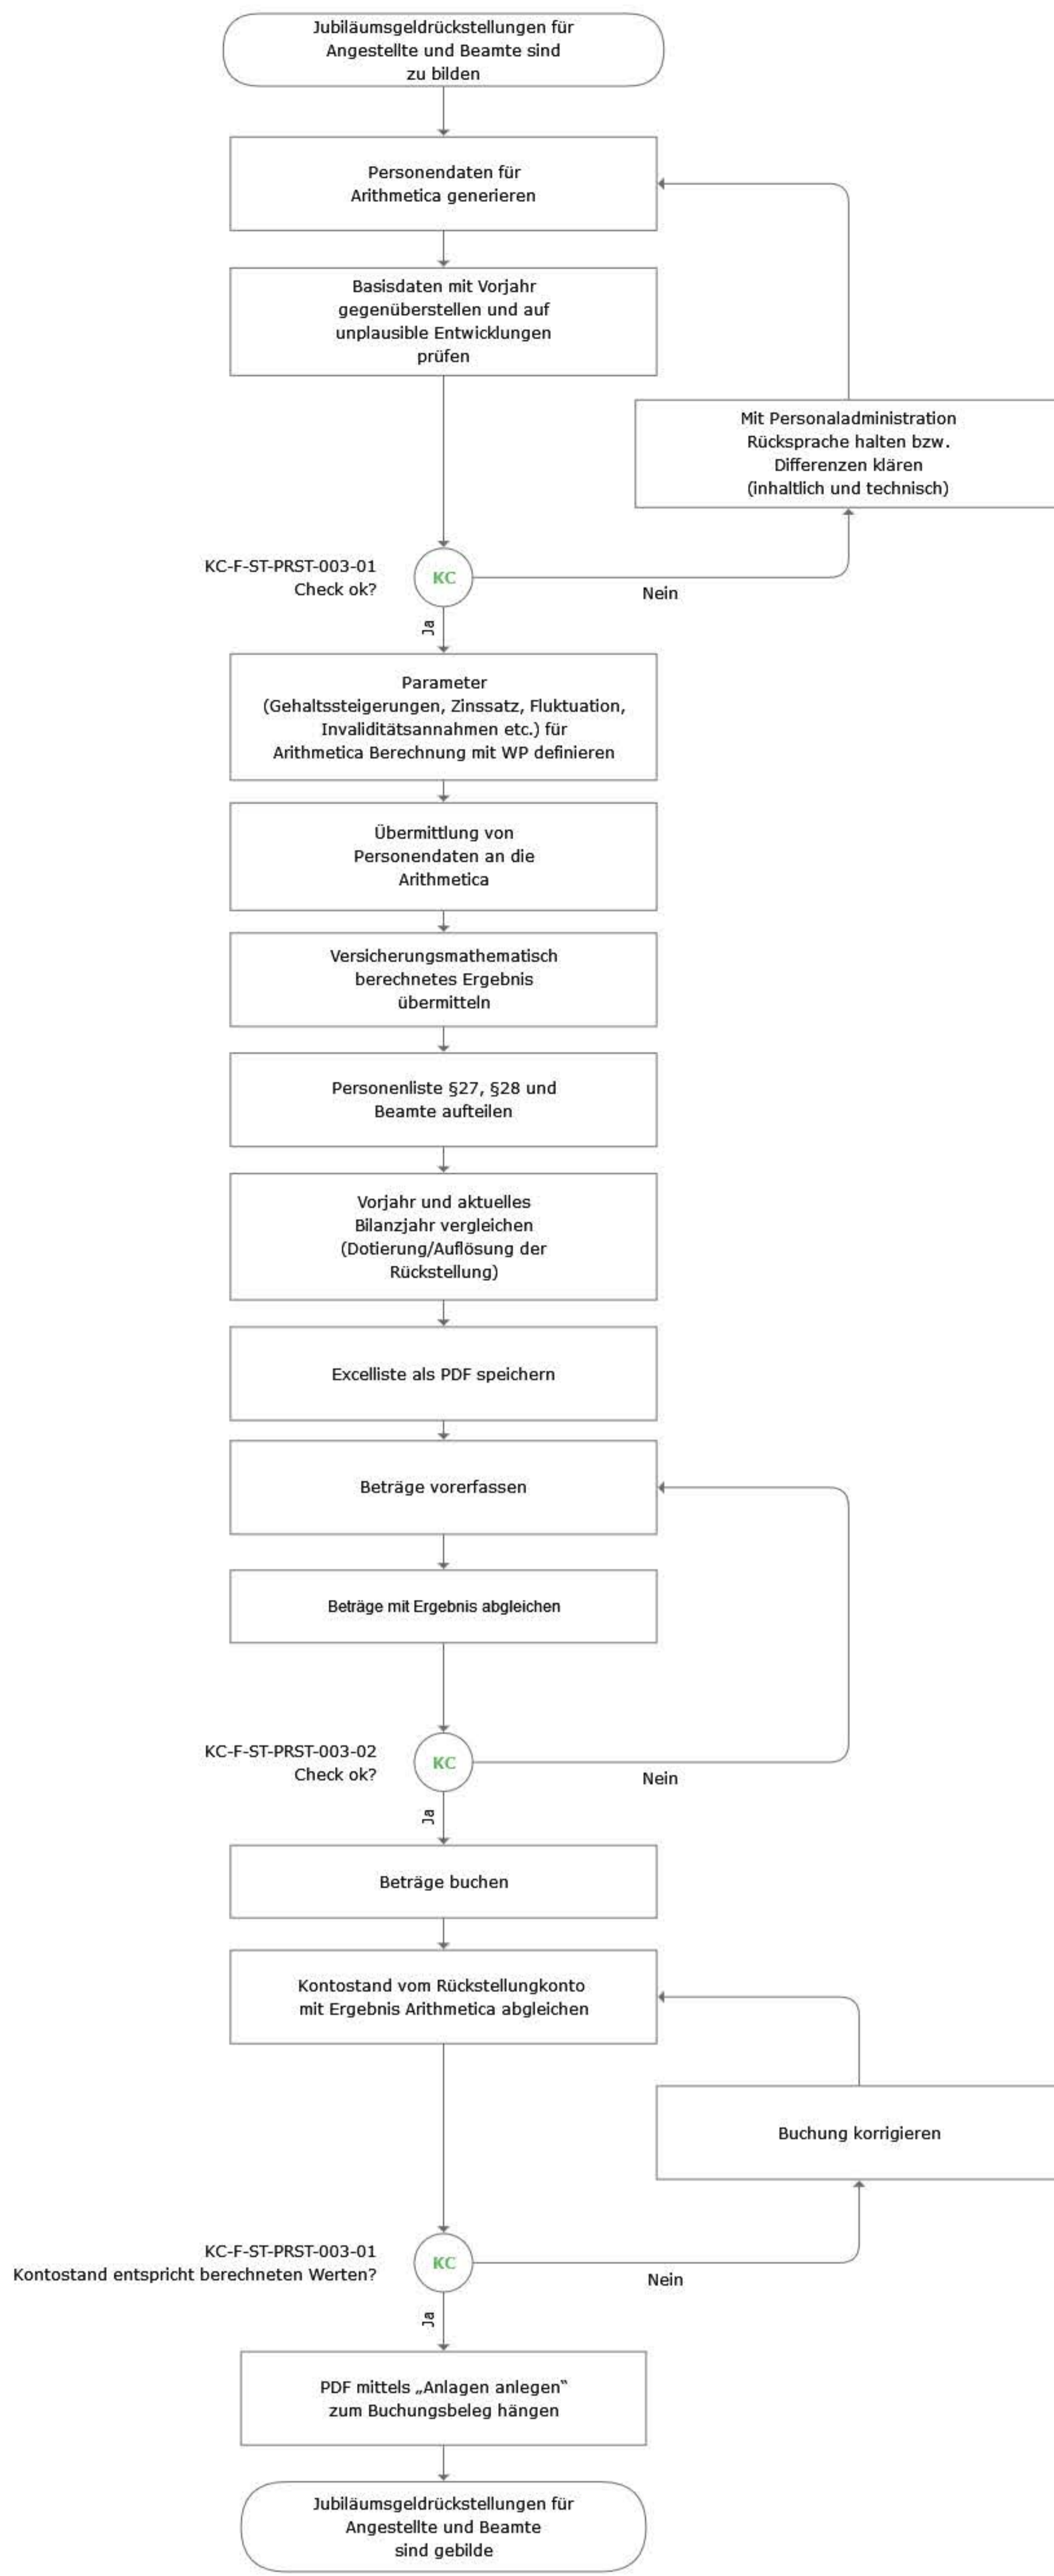 Jubiläumsgeldrückstellungen für
Angestellte und Beamte sind
zu bilden
Personendaten für
Arithmetica generieren
Basisdaten mit Vorjahr
gegenüberstellen und auf
unplausible Entwicklungen
prüfen
Mit Personaladministration
Rücksprache halten bzw.
Differenzen klären
(inhaltlich und technisch)
KC-F-ST-PRST-003-01
Check ok?
KC
Nein
Ja
Parameter
(Gehaltssteigerungen, Zinssatz, Fluktuation,
Invaliditätsannahmen etc.) für
Arithmetica Berechnung mit WP definieren
Übermittlung von
Personendaten an die
Arithmetica
Versicherungsmathematisch
berechnetes Ergebnis
übermitteln
Personenliste §27, §28 und
Beamte aufteilen
Vorjahr und aktuelles
Bilanzjahr vergleichen
(Dotierung/Auflösung der
Rückstellung)
Excelliste als PDF speichern
Beträge vorerfassen
Beträge mit Ergebnis abgleichen
KC-F-ST-PRST-003-02
Check ok?
KC
Nein
Ja
Beträge buchen
Kontostand vom Rückstellungkonto
mit Ergebnis Arithmetica abgleichen
Buchung korrigieren
KC-F-ST-PRST-003-01
Kontostand entspricht berechneten Werten?
KC
Nein
Ja
PDF mittels „Anlagen anlegen“
zum Buchungsbeleg hängen
Jubiläumsgeldrückstellungen für
Angestellte und Beamte
sind gebilde